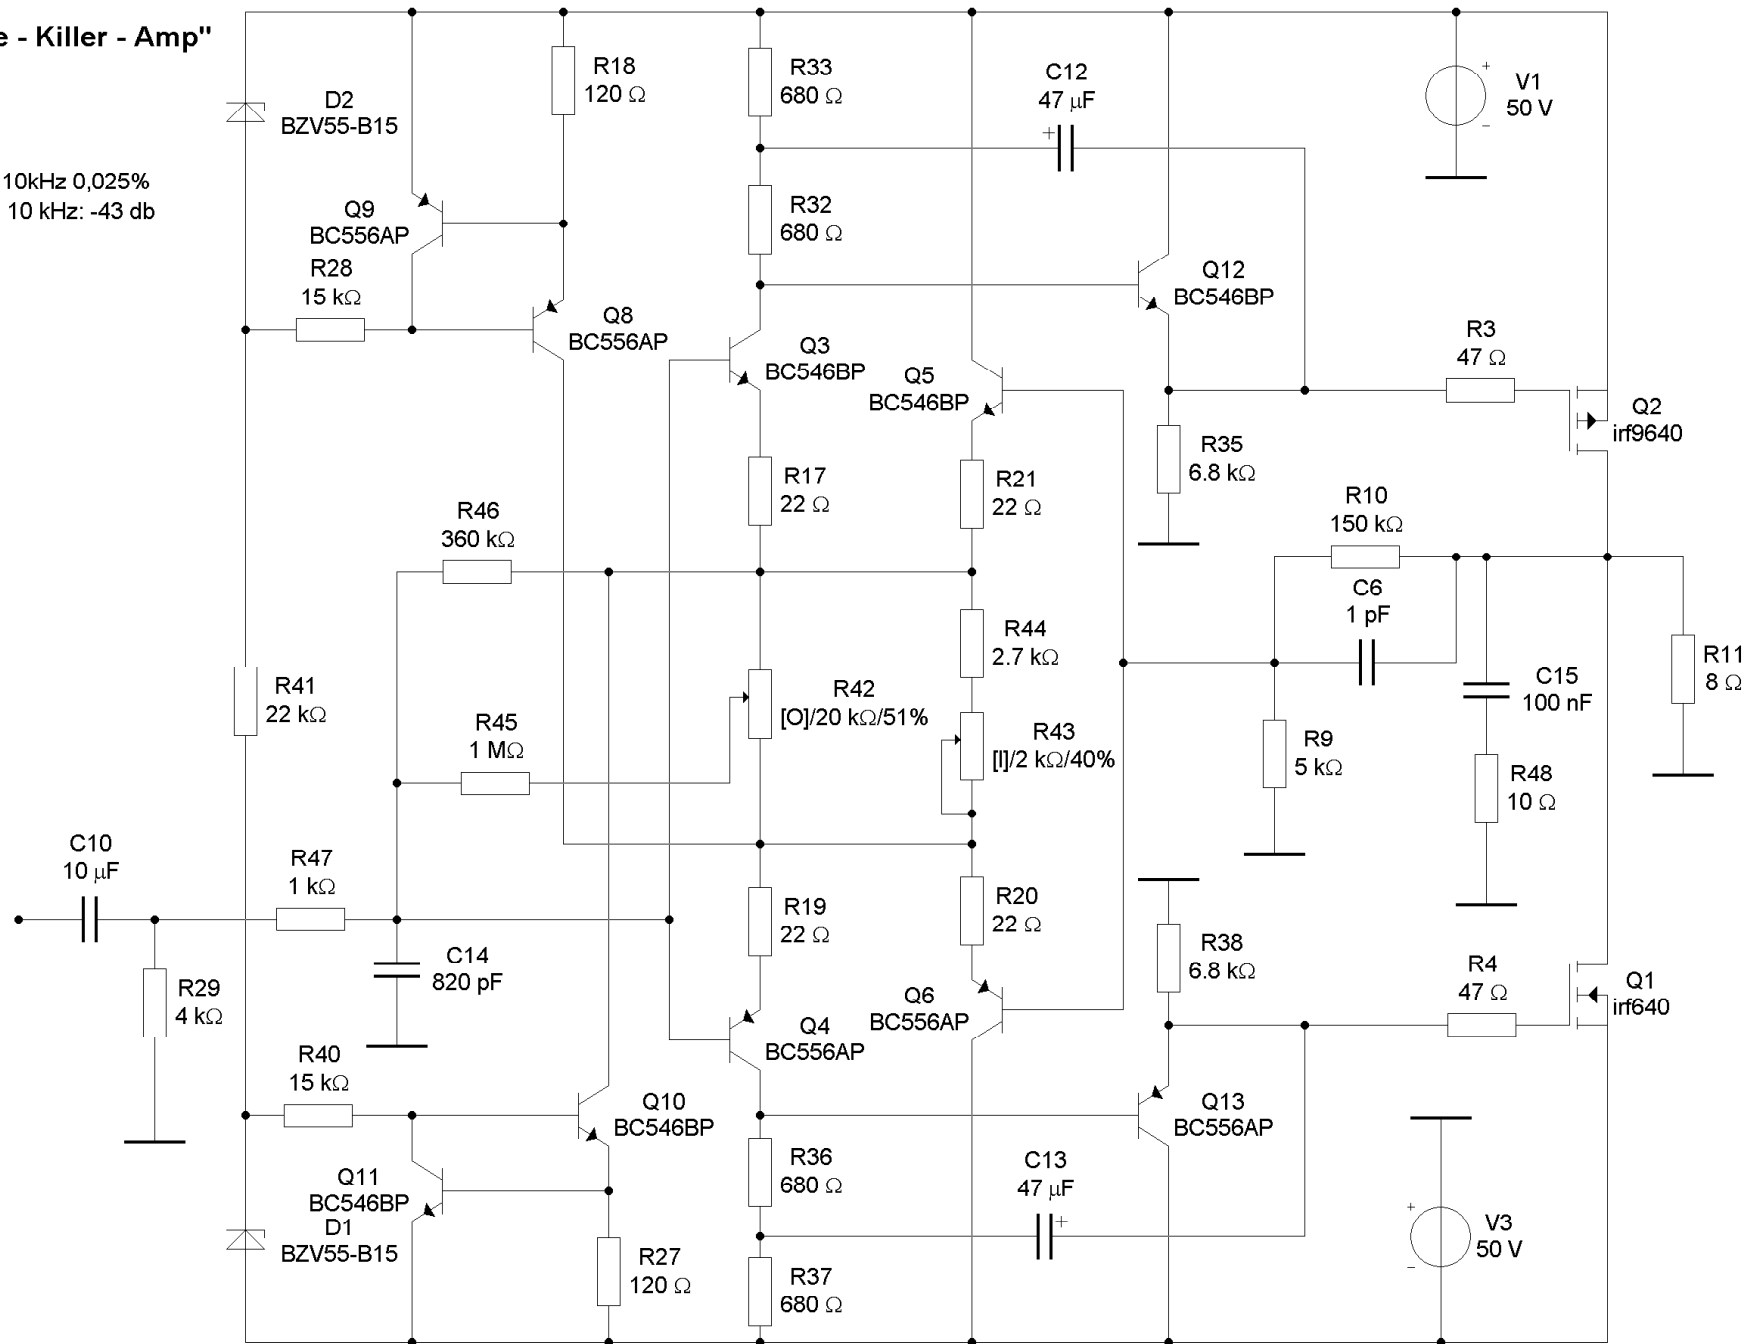 e - Killer - Amp"
10kHz 0,025%
10 kHz: -43 db
D2
BZV55-B15
R18
120 Ω
R33
680 Ω
C12
47 µF
+
+
V1
50 V
-
Q9
BC556AP
R32
680 Ω
R28
15 kΩ
Q8
BC556AP
Q12
BC546BP
Q3
BC546BP
Q5
BC546BP
R3
47 Ω
Q2
irf9640
R35
6.8 kΩ
R17
22 Ω
R21
22 Ω
R46
360 kΩ
R10
150 kΩ
C6
1 pF
R44
2.7 kΩ
R41
22 kΩ
R42
[O]/20 kΩ/51%
R45
1 MΩ
R43
[I]/2 kΩ/40%
R9
5 kΩ
C15
100 nF
R11
8 Ω
R48
10 Ω
C10
10 µF
R47
1 kΩ
R19
22 Ω
R20
22 Ω
C14
820 pF
R38
6.8 kΩ
R4
47 Ω
Q1
irf640
R29
4 kΩ
Q6
BC556AP
Q4
BC556AP
R40
15 kΩ
Q10
BC546BP
Q13
BC556AP
Q11
BC546BP
D1
BZV55-B15
R36
680 Ω
C13
47 µF
+
+
V3
50 V
-
R27
120 Ω
R37
680 Ω